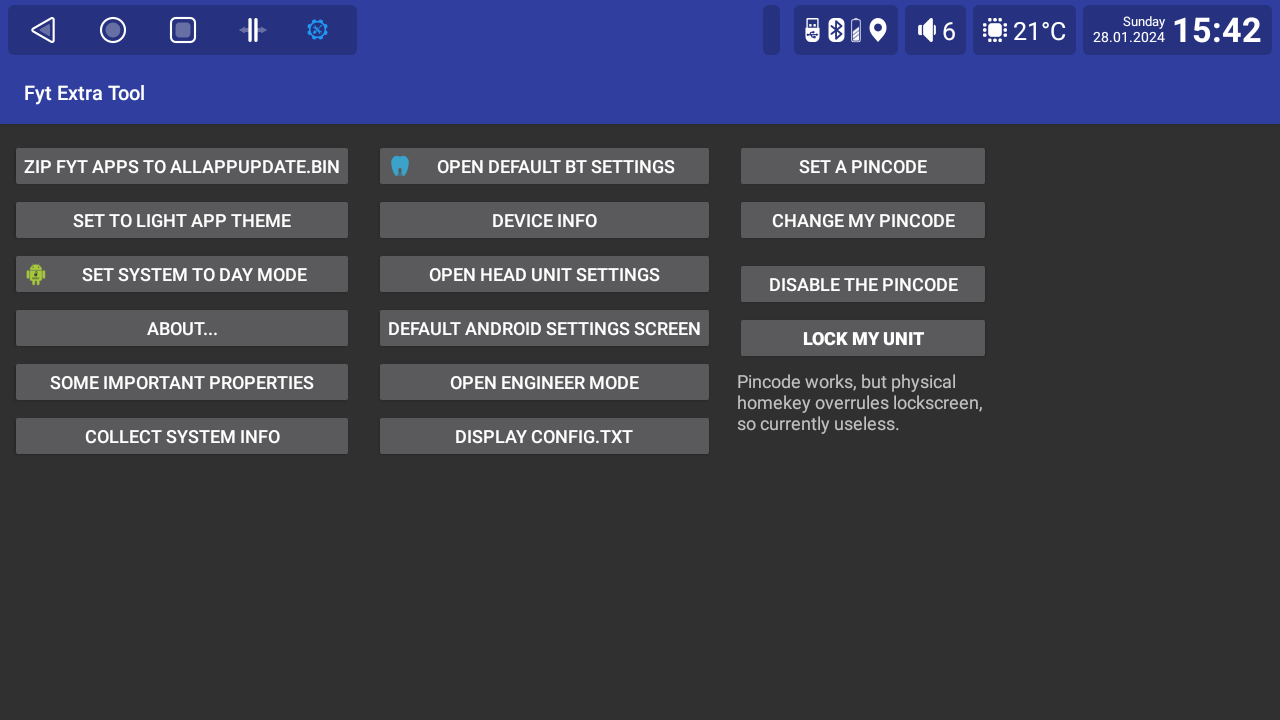 6
21°C
Sunday
28.01.2024
15:42
Fyt Extra Tool
ZIP FYT APPS TO ALLAPPUPDATE.BIN
SET TO LIGHT APP THEME
SET SYSTEM TO DAY MODE
ABOUT...
SOME IMPORTANT PROPERTIES
COLLECT SYSTEM INFO
OPEN DEFAULT BT SETTINGS
DEVICE INFO
OPEN HEAD UNIT SETTINGS
DEFAULT ANDROID SETTINGS SCREEN
OPEN ENGINEER MODE
DISPLAY CONFIG.TXT
SET A PINCODE
CHANGE MY PINCODE
DISABLE THE PINCODE
LOCK MY UNIT
Pincode works, but physical
homekey overrules lockscreen,
so currently useless.